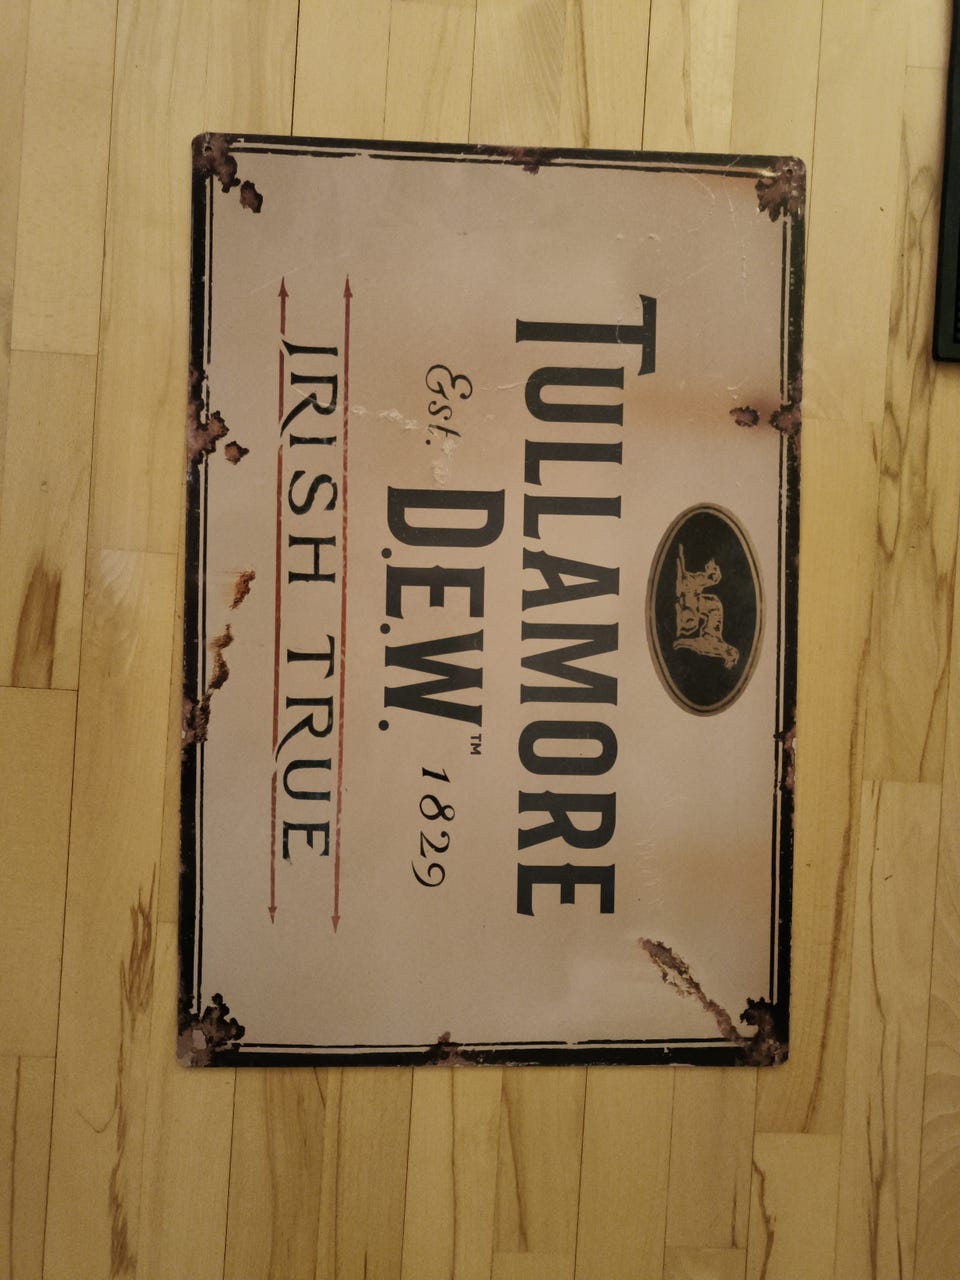 TULLAMORE
Est. D.E.W.™ 1829
IRISH TRUE